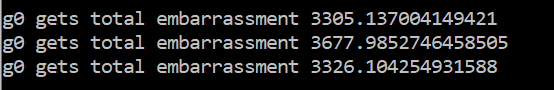 g0 gets total embarrassment 3305.137004149421
g0 gets total embarrassment 3677.9852746458505
g0 gets total embarrassment 3326.104254931588